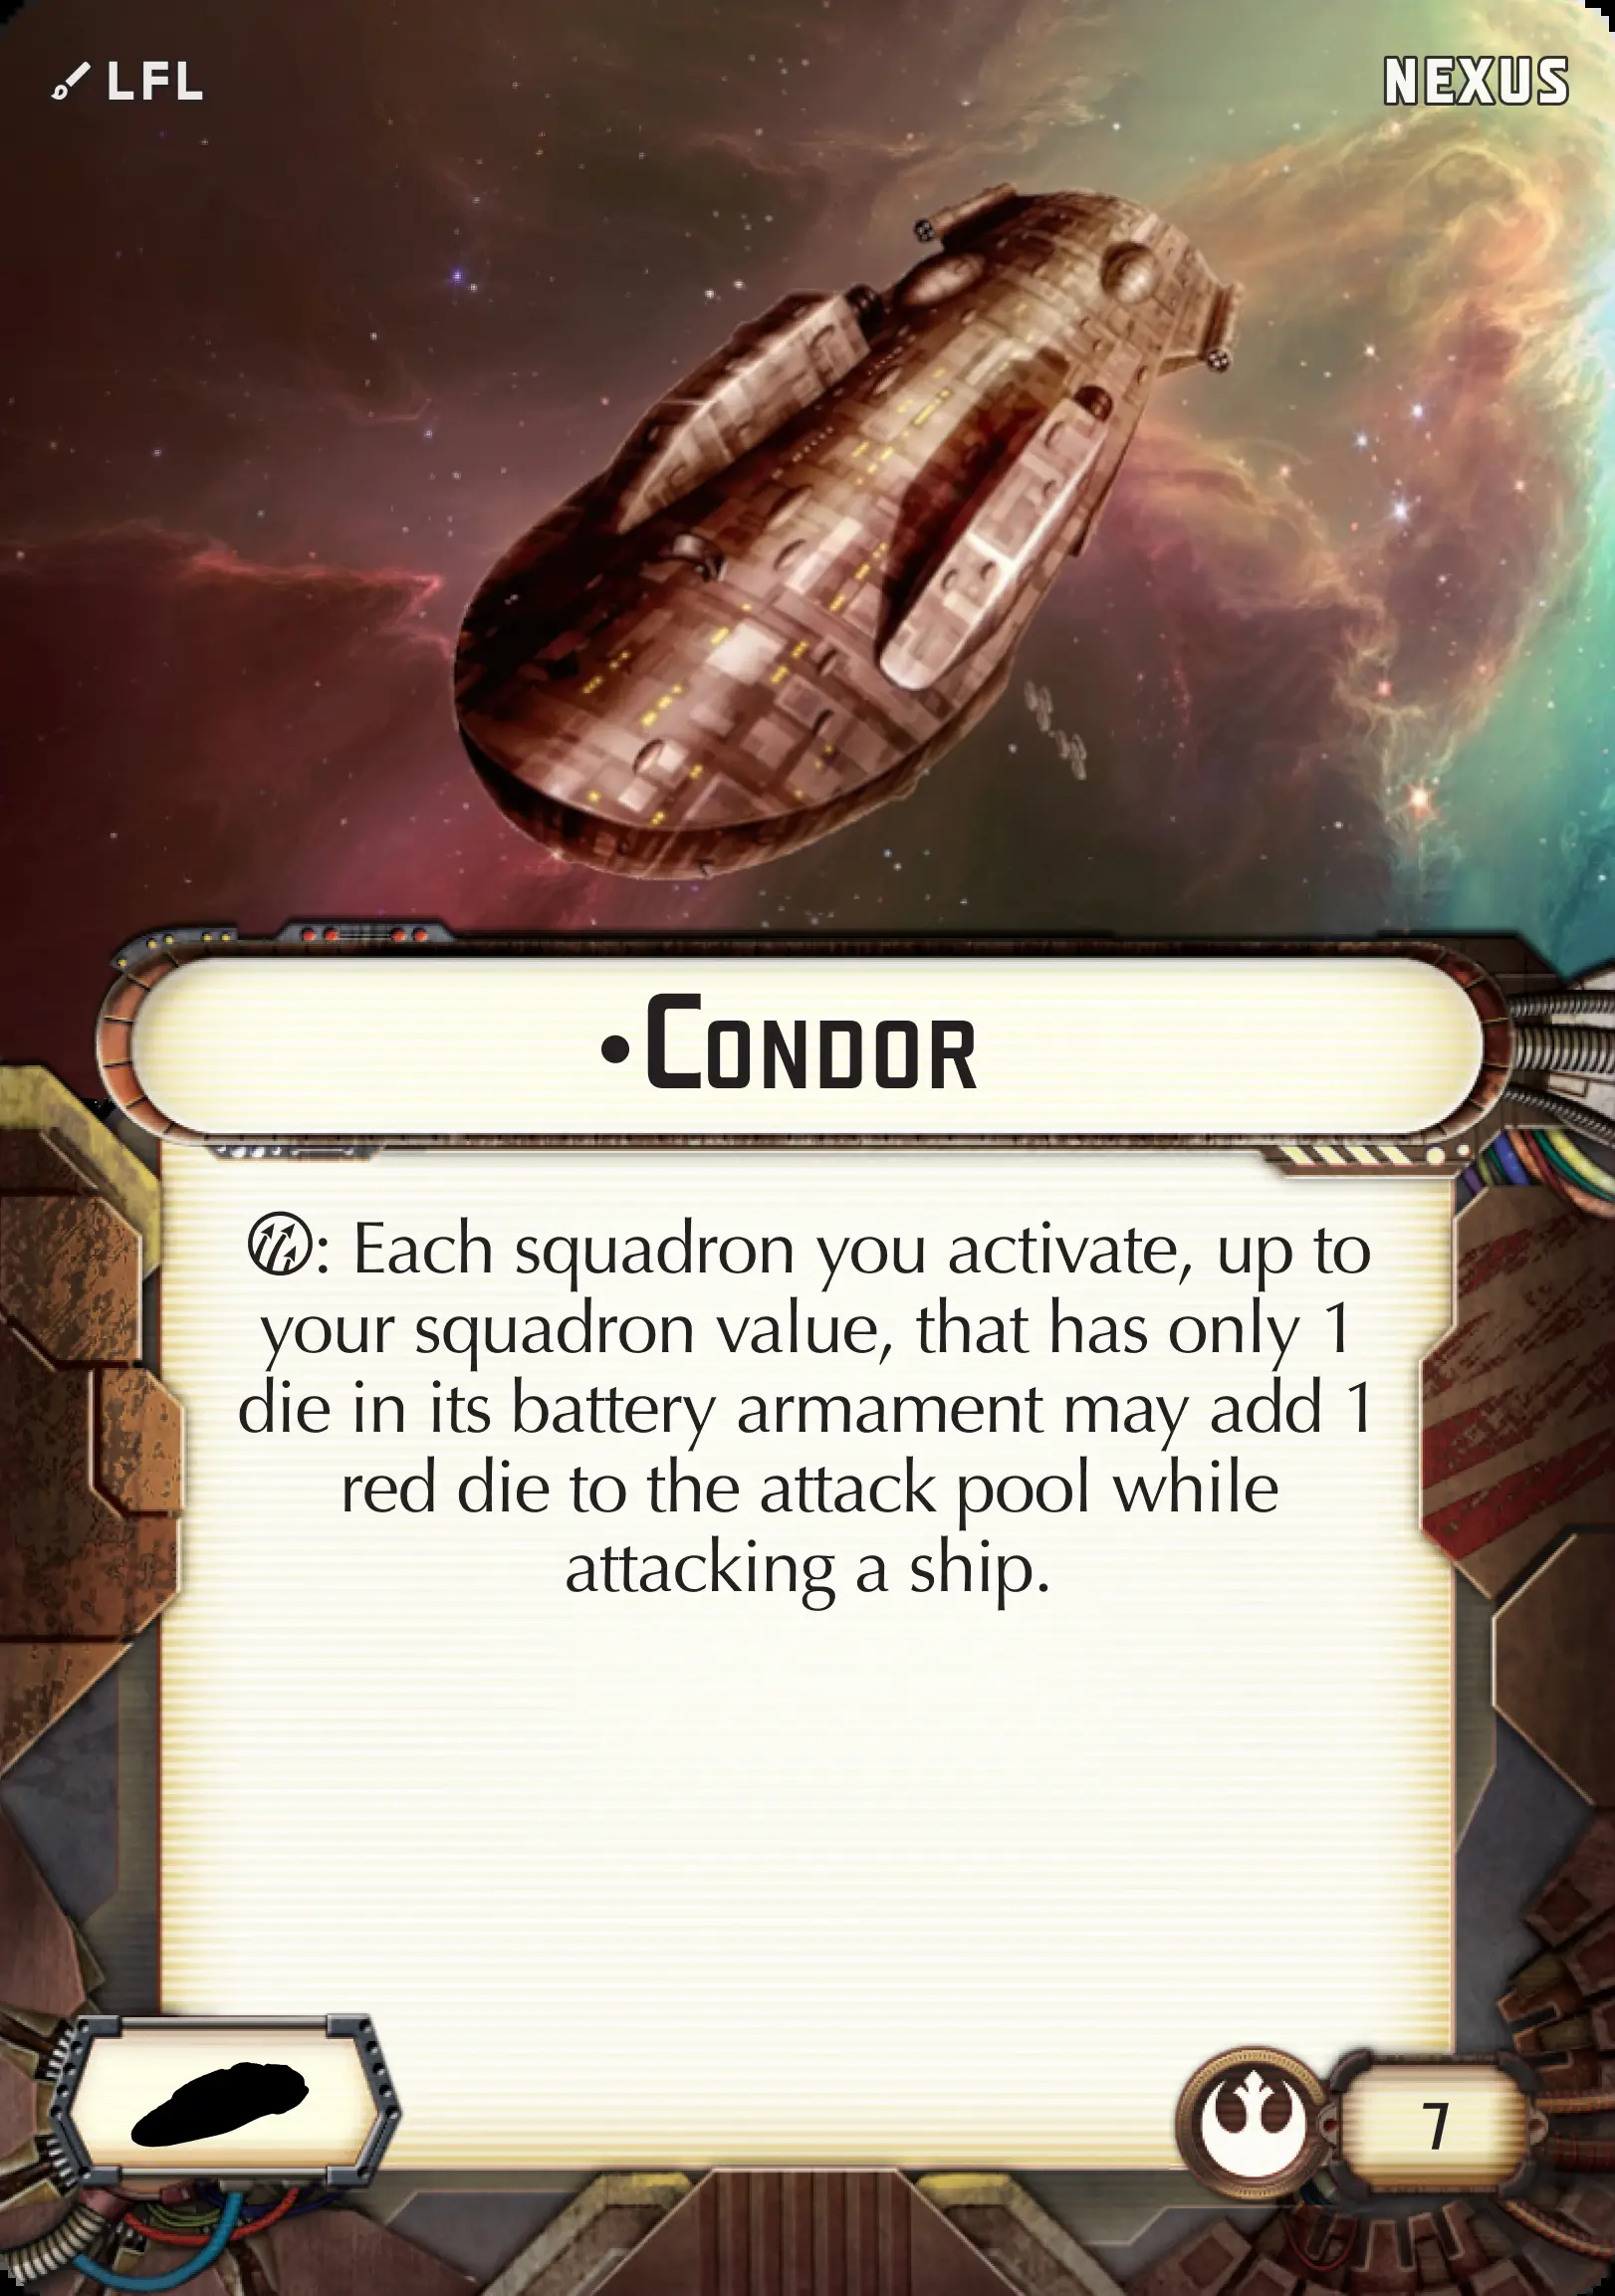 LFL
NEXUS
•CONDOR
: Each squadron you activate, up to
your squadron value, that has only 1
die in its battery armament may add 1
red die to the attack pool while
attacking a ship.
7